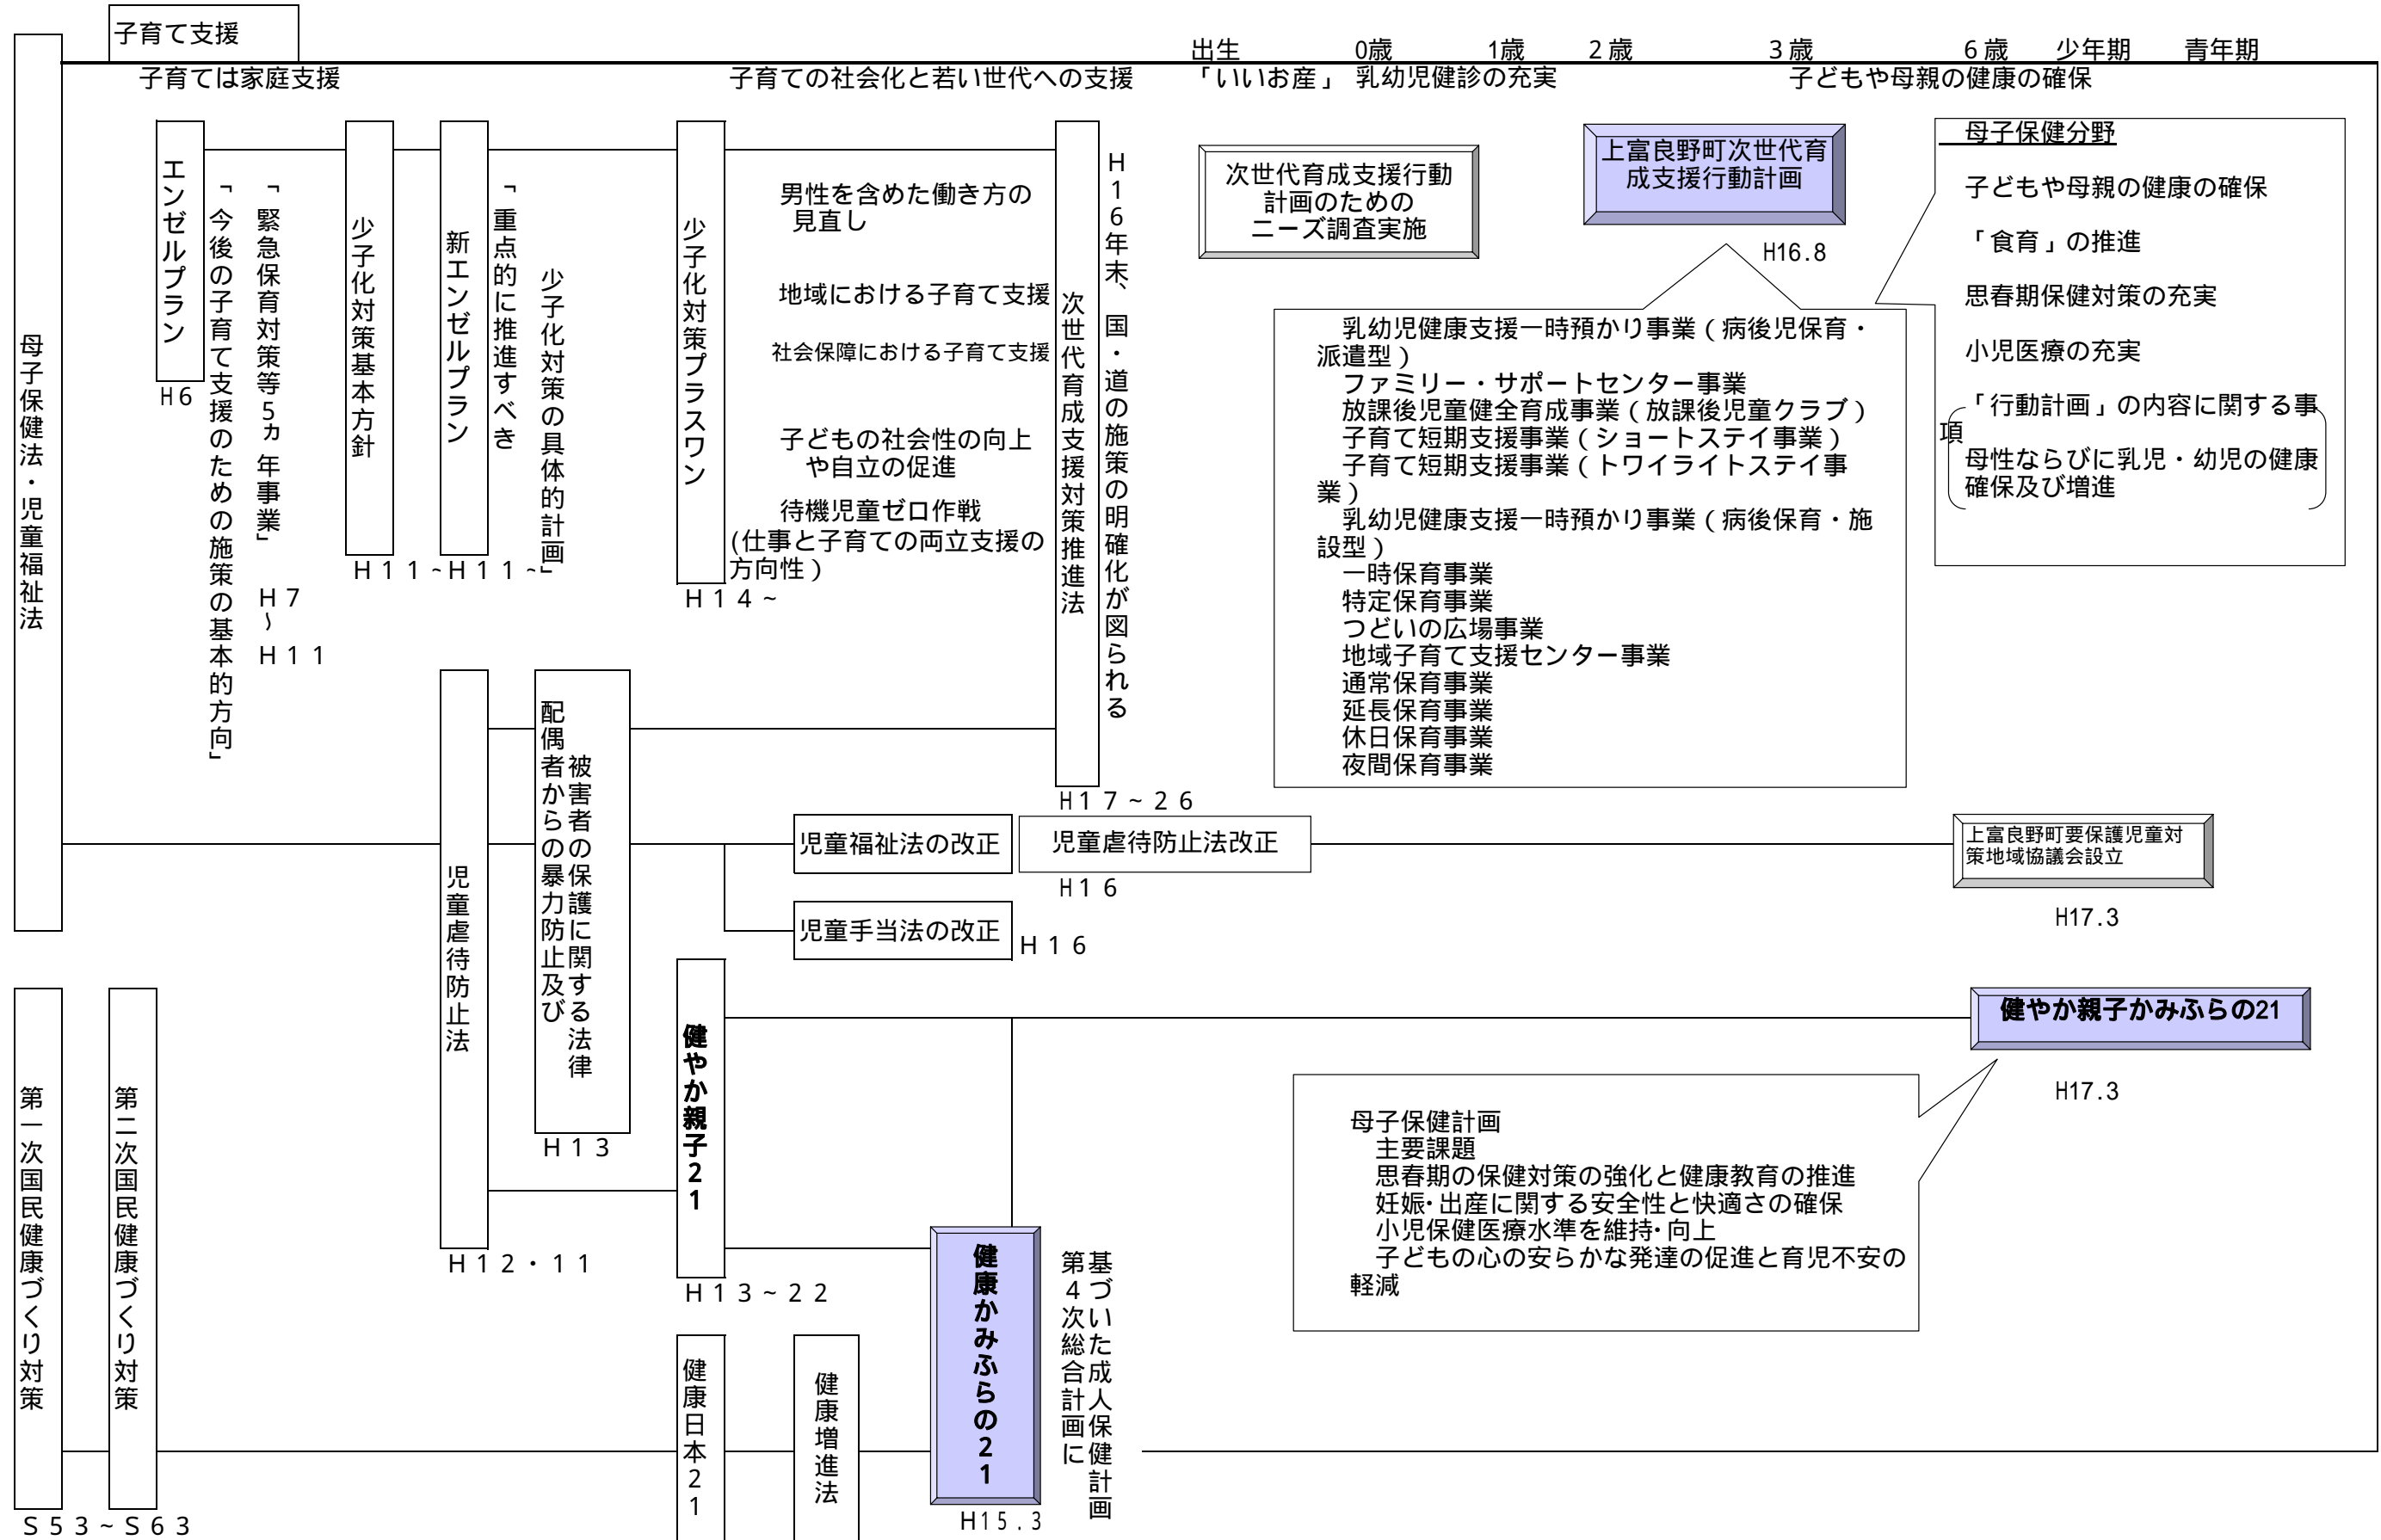 子育て支援
出生 0歳 1歳 2歳 3歳 6歳 少年期 青年期
子育ては家庭支援
子育ての社会化と若い世代への支援
「いいお産」 乳幼児健診の充実
子どもや母親の健康の確保
母子保健法・児童福祉法
エンゼルプラン
H6
「今後の子育て支援のための施策の基本的方向」
「緊急保育対策等5ヵ年事業」
H7～H11
少子化対策基本方針
H11~
新エンゼルプラン
H11~
「重点的に推進すべき
少子化対策の具体的計画」
少子化対策プラスワン
H14~
男性を含めた働き方の
見直し
地域における子育て支援
社会保障における子育て支援
子どもの社会性の向上
や自立の促進
待機児童ゼロ作戦
(仕事と子育ての両立支援の
方向性）
次世代育成支援対策推進法
H17~26
H16年末、国・道の施策の明確化が図られる
次世代育成支援行動
計画のための
ニーズ調査実施
上富良野町次世代育
成支援行動計画
H16.8
乳幼児健康支援一時預かり事業（病後児保育・
派遣型）
ファミリー・サポートセンター事業
放課後児童健全育成事業（放課後児童クラブ）
子育て短期支援事業（ショートステイ事業）
子育て短期支援事業（トワイライトステイ事
業）
乳幼児健康支援一時預かり事業（病後保育・施
設型）
一時保育事業
特定保育事業
つどいの広場事業
地域子育て支援センター事業
通常保育事業
延長保育事業
休日保育事業
夜間保育事業
母子保健分野
子どもや母親の健康の確保
「食育」の推進
思春期保健対策の充実
小児医療の充実
「行動計画」の内容に関する事
項
母性ならびに乳児・幼児の健康
確保及び増進
児童虐待防止法
H12・11
配偶者からの暴力防止及び
被害者の保護に関する法律
H13
児童福祉法の改正
児童虐待防止法改正
H16
児童手当法の改正
H16
上富良野町要保護児童対
策地域協議会設立
H17.3
第一次国民健康づくり対策
第二次国民健康づくり対策
S53~S63
健やか親子21
H13~22
健康日本21
健康増進法
健康かみふらの21
H15.3
第4次総合計画に
基づいた成人保健計画
健やか親子かみふらの21
H17.3
母子保健計画
主要課題
思春期の保健対策の強化と健康教育の推進
妊娠・出産に関する安全性と快適さの確保
小児保健医療水準を維持・向上
子どもの心の安らかな発達の促進と育児不安の
軽減